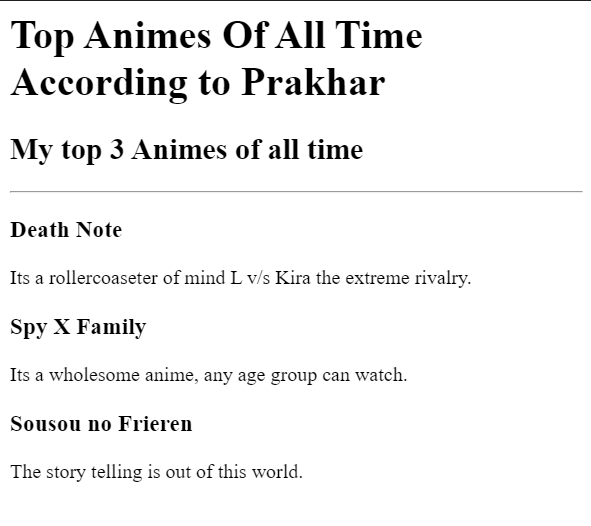 Top Animes Of All Time
According to Prakhar
My top 3 Animes of all time
Death Note
Its a rollercoaseter of mind L v/s Kira the extreme rivalry.
Spy X Family
Its a wholesome anime, any age group can watch.
Sousou no Frieren
The story telling is out of this world.